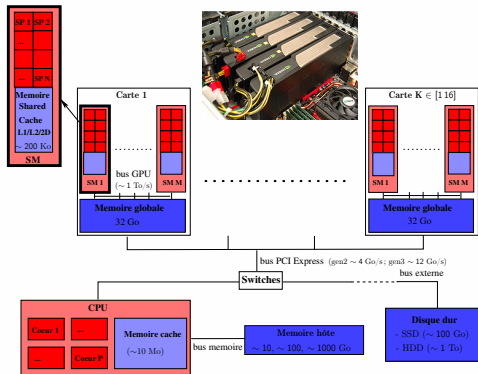 SP 1 SP 2
...
... SP N
Memoire
Shared
Cache
L1/L2/2D
~ 200 Ko
SM
Carte 1
SM 1
SM M
bus GPU
(~ 1 To/s)
Memoire globale
32 Go
Carte K ∈ [1 16]
SM 1
SM M
Memoire globale
32 Go
bus PCI Express (gen2 ~ 4 Go/s ; gen3 ~ 12 Go/s)
Switches
bus externe
CPU
Coeur 1
...
...
Coeur P
Memoire cache
(~10 Mo)
bus memoire
Memoire hôte
~ 10, ~ 100, ~ 1000 Go
Disque dur
- SSD (~ 100 Go)
- HDD (~ 1 To)